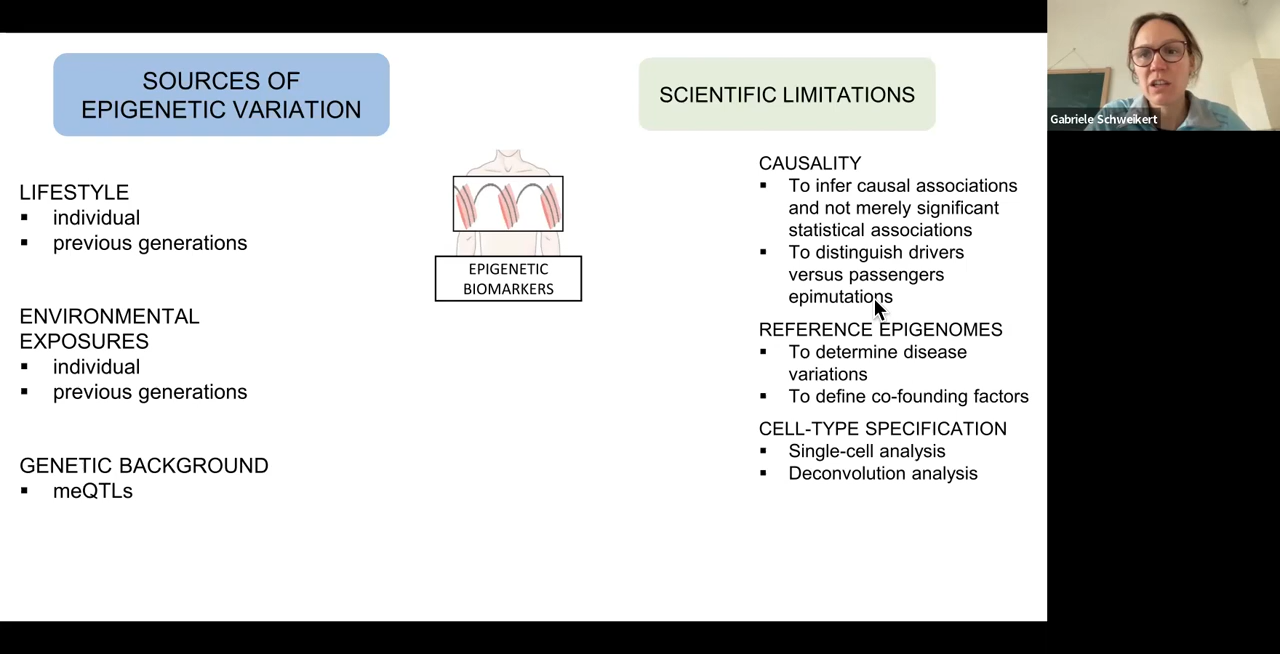 SOURCES OF
EPIGENETIC VARIATION
LIFESTYLE
▪ individual
▪ previous generations
ENVIRONMENTAL
EXPOSURES
▪ individual
▪ previous generations
GENETIC BACKGROUND
▪ meQTLs
EPIGENETIC
BIOMARKERS
SCIENTIFIC LIMITATIONS
CAUSALITY
▪ To infer causal associations
and not merely significant
statistical associations
▪ To distinguish drivers
versus passengers
epimutations
REFERENCE EPIGENOMES
▪ To determine disease
variations
▪ To define co-founding factors
CELL-TYPE SPECIFICATION
▪ Single-cell analysis
▪ Deconvolution analysis
Gabriele Schweikert